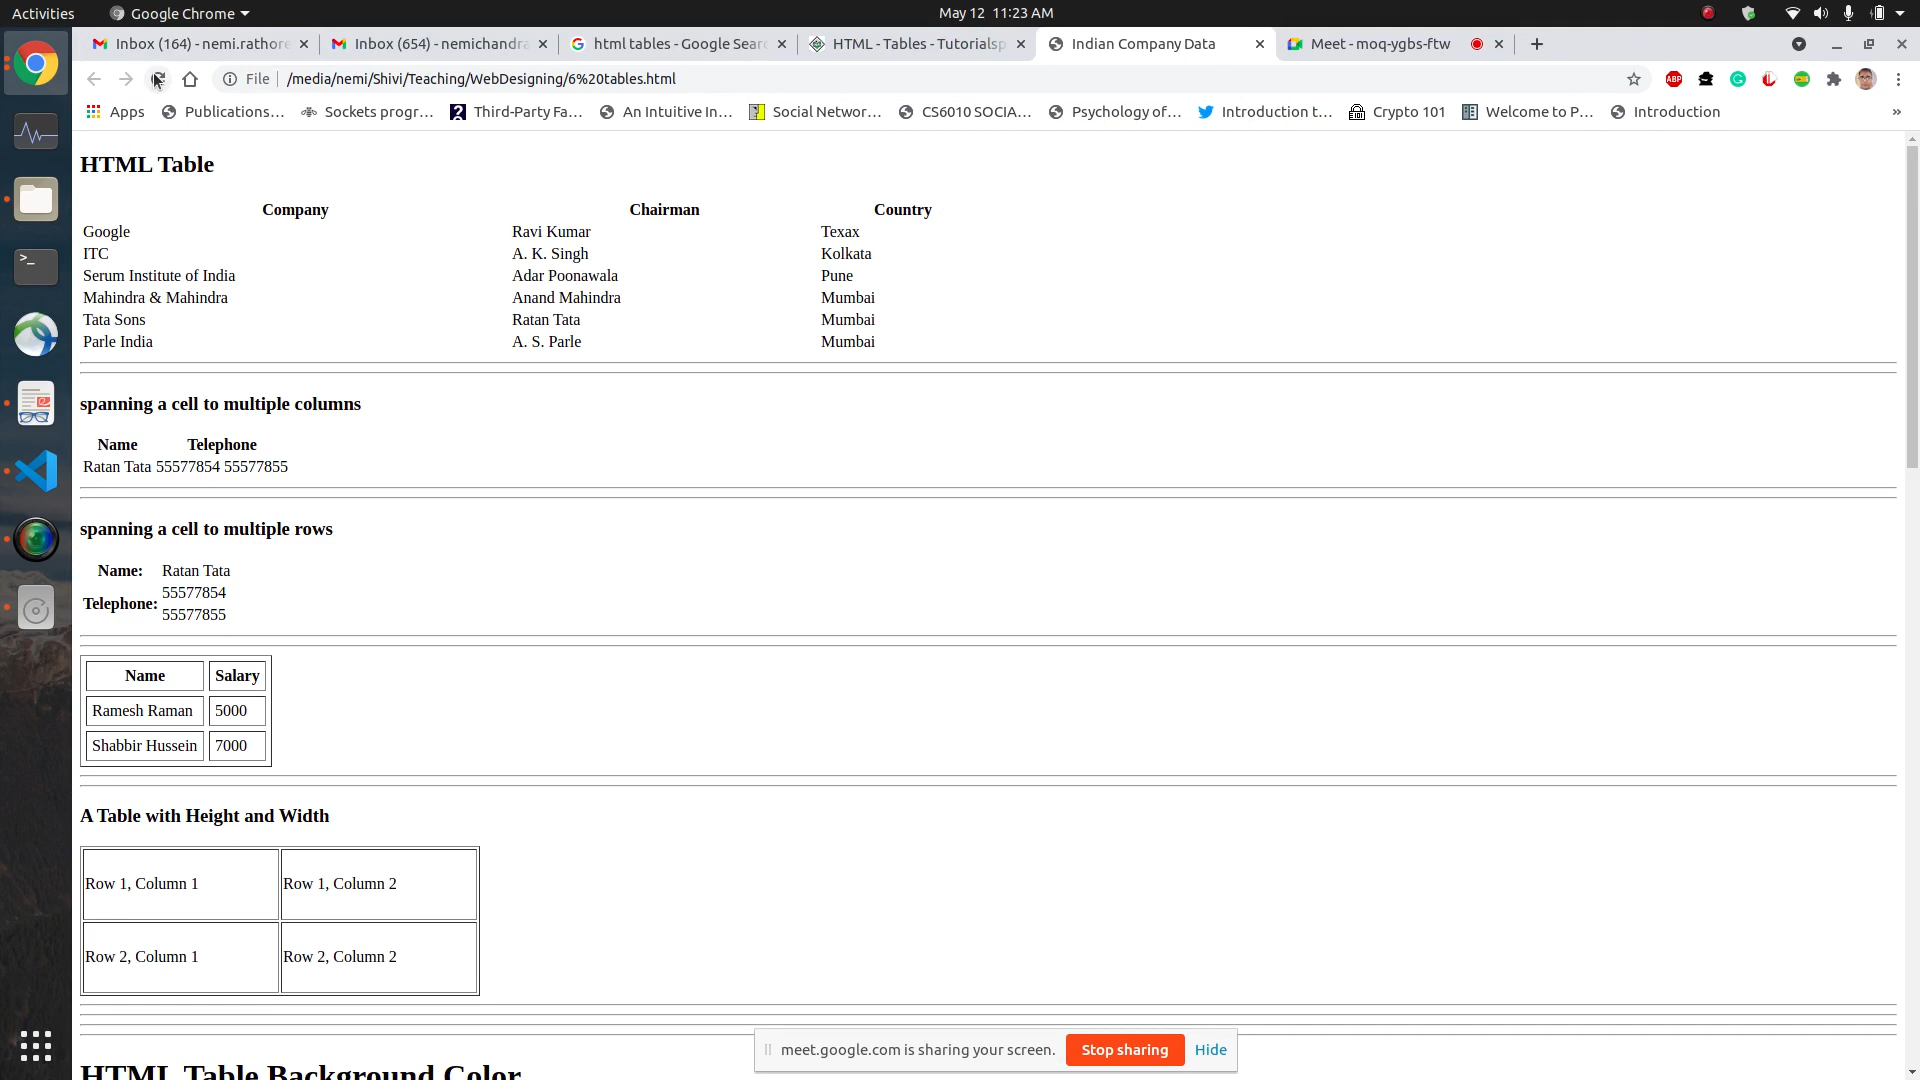 Activities Google Chrome May 12 11:23 AM
Inbox (164) - nemi.rathore Inbox (654) - nemichandra html tables - Google Sear HTML - Tables - Tutorialsp Indian Company Data Meet - moq-ygbs-ftw
File /media/nemi/Shivi/Teaching/WebDesigning/6%20tables.html ABP
Apps Publications... Sockets progr... Third-Party Fa... An Intuitive In... Social Networ... CS6010 SOCIA... Psychology of... Introduction t... Crypto 101 Welcome to P... Introduction »
HTML Table
Company Chairman Country
Google Ravi Kumar Texax
ITC A. K. Singh Kolkata
Serum Institute of India Adar Poonawala Pune
Mahindra & Mahindra Anand Mahindra Mumbai
Tata Sons Ratan Tata Mumbai
Parle India A. S. Parle Mumbai
spanning a cell to multiple columns
Name Telephone
Ratan Tata 55577854 55577855
spanning a cell to multiple rows
Name: Ratan Tata
Telephone: 55577854
55577855
Name Salary
Ramesh Raman 5000
Shabbir Hussein 7000
A Table with Height and Width
Row 1, Column 1 Row 1, Column 2
Row 2, Column 1 Row 2, Column 2
HTML Table Background Color
meet.google.com is sharing your screen. Stop sharing Hide